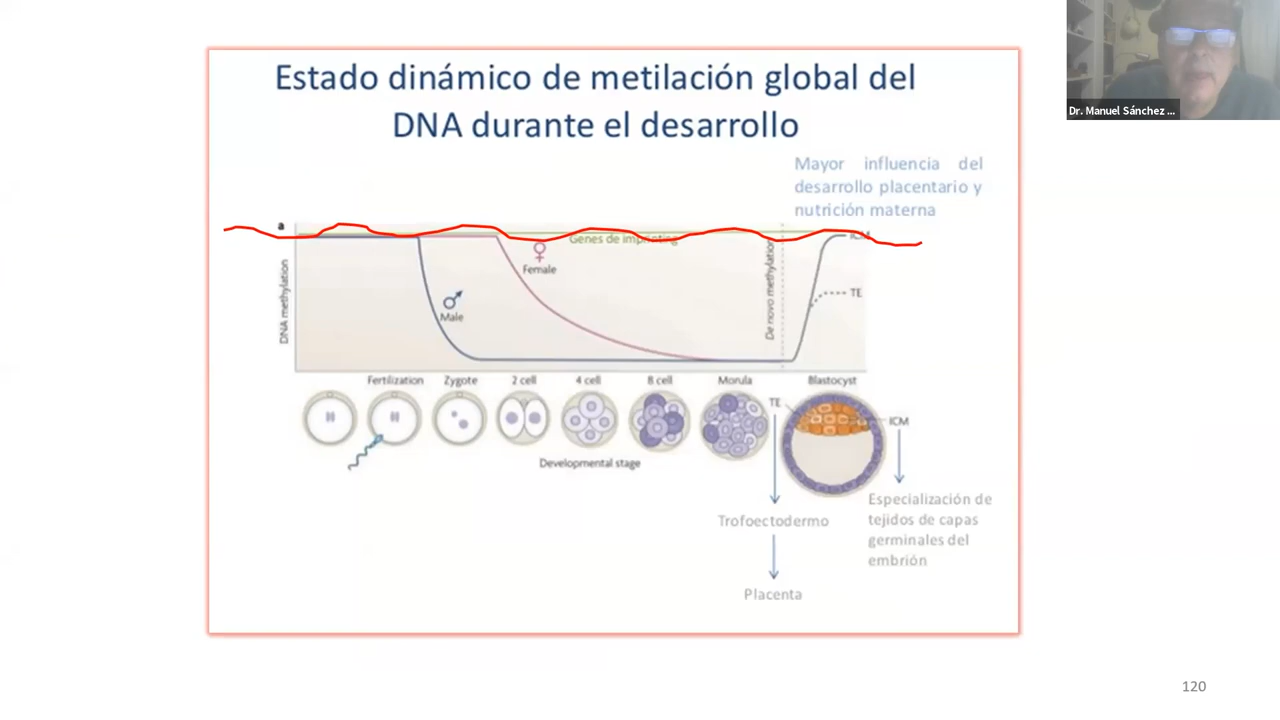 Dr. Manuel Sánchez ...
Estado dinámico de metilación global del
DNA durante el desarrollo
Mayor influencia del
desarrollo placentario y
nutrición materna
a
ICM
Genes de imprinting
Female
Male
TE
DNA methylation
De novo methylation
Fertilization Zygote 2 cell 4 cell 8 cell Morula Blastocyst
TE
ICM
Developmental stage
Especialización de
tejidos de capas
germinales del
embrión
Trofoectodermo
Placenta
120